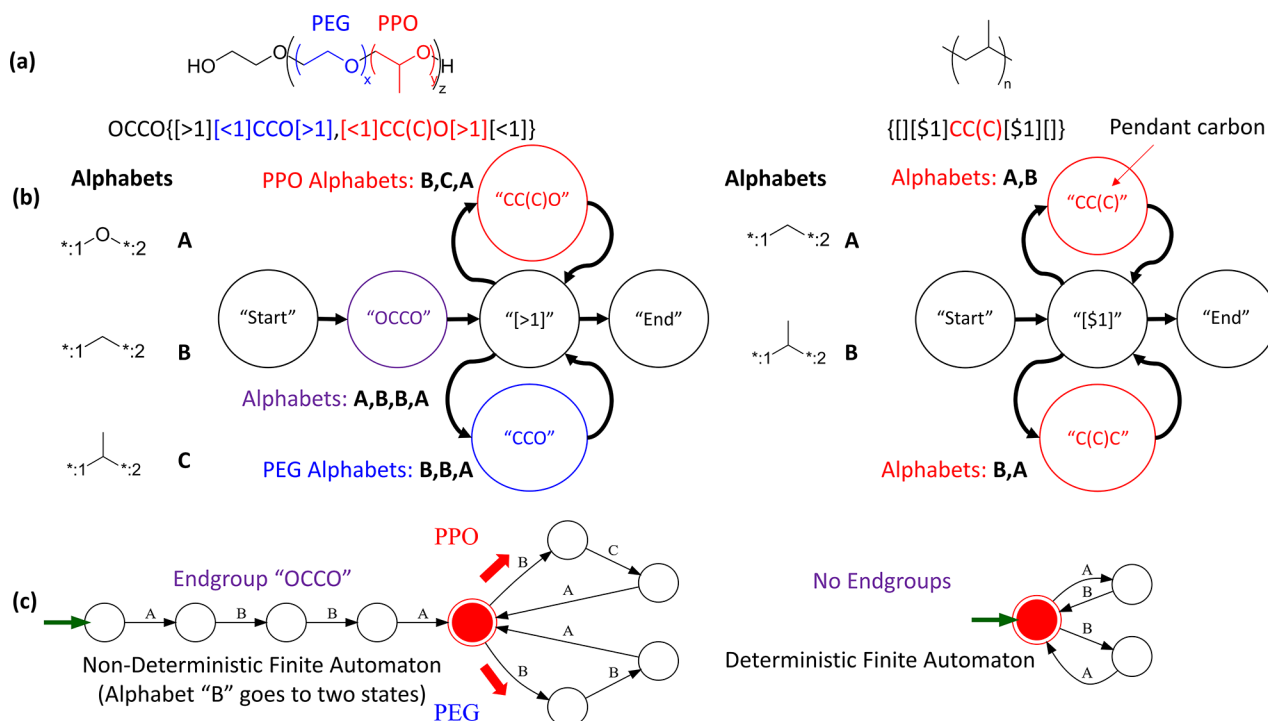 PEG PPO
(a)
HO O ( O ) x ( O ) y ) z H
( ) n
OCCO{[>1][<1]CCO[>1],[<1]CC(C)O[>1][<1]}
{[][$1]CC(C)[$1][]}
Pendant carbon
(b)
Alphabets
*:1 O *:2 A
*:1 *:2 B
*:1 *:2 C
PPO Alphabets: B,C,A
"CC(C)O"
"Start"
"OCCO"
"[>1]"
"End"
Alphabets: A,B,B,A
"CCO"
PEG Alphabets: B,B,A
Alphabets
*:1 *:2 A
*:1 *:2 B
Alphabets: A,B
"CC(C)"
"Start"
"[$1]"
"End"
"C(C)C"
Alphabets: B,A
(c)
Endgroup "OCCO"
A B B A
Non-Deterministic Finite Automaton
(Alphabet "B" goes to two states)
PPO
B C
A
A
B B
PEG
No Endgroups
A
B
B
A
Deterministic Finite Automaton